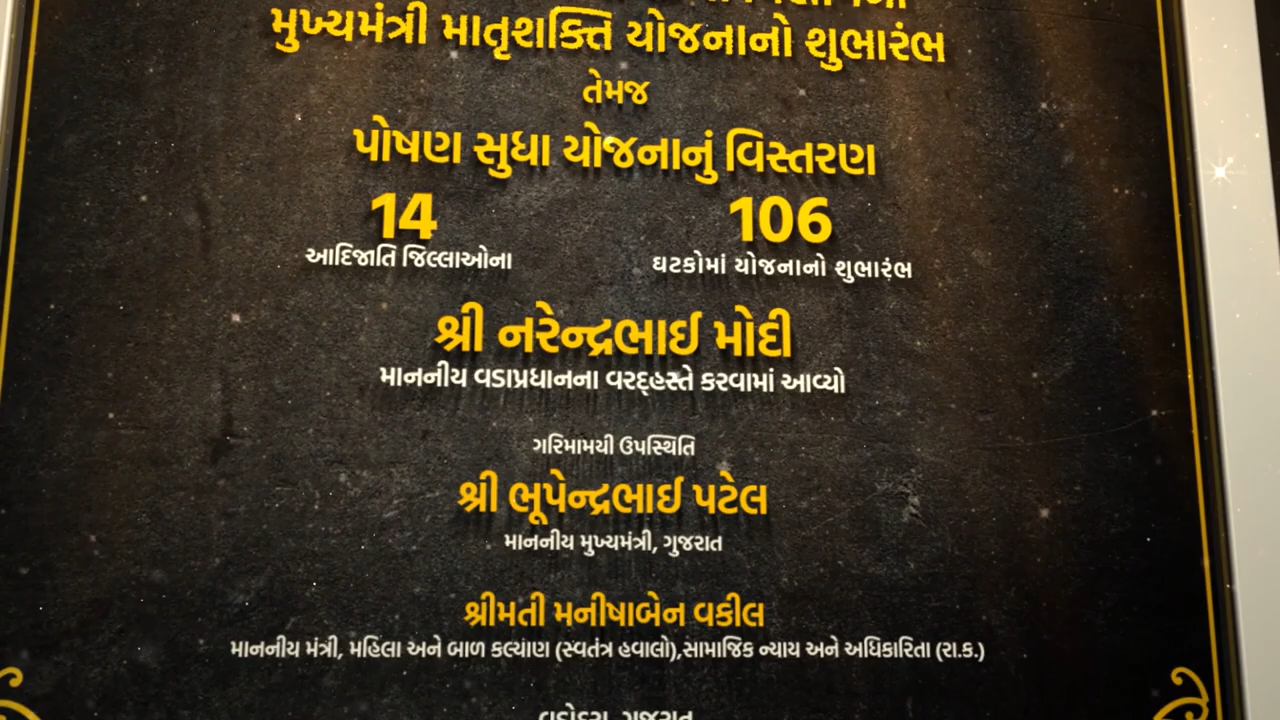 મુખ્યમંત્રી માતૃશક્તિ યોજનાનો શુભારંભ
તેમજ
પોષણ સુધા યોજનાનું વિસ્તરણ
14 106
આદિજાતિ જિલ્લાઓના ઘટકોમાં યોજનાનો શુભારંભ
શ્રી નરેન્દ્રભાઈ મોદી
માનનીય વડાપ્રધાનના વરદ્હસ્તે કરવામાં આવ્યો
ગરિમામયી ઉપસ્થિતિ
શ્રી ભૂપેન્દ્રભાઈ પટેલ
માનનીય મુખ્યમંત્રી, ગુજરાત
શ્રીમતી મનીષાબેન વકીલ
માનનીય મંત્રી, મહિલા અને બાળ કલ્યાણ (સ્વતંત્ર હવાલો),સામાજિક ન્યાય અને અધિકારિતા (રા.ક.)
વડોદરા, ગુજરાત